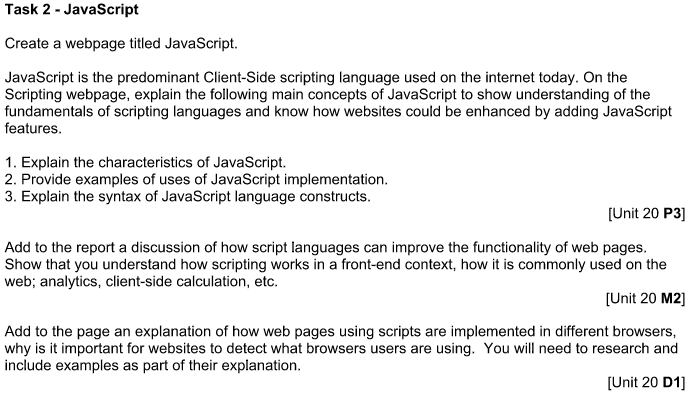 Task 2 - JavaScript
Create a webpage titled JavaScript.
JavaScript is the predominant Client-Side scripting language used on the internet today. On the
Scripting webpage, explain the following main concepts of JavaScript to show understanding of the
fundamentals of scripting languages and know how websites could be enhanced by adding JavaScript
features.
1. Explain the characteristics of JavaScript.
2. Provide examples of uses of JavaScript implementation.
3. Explain the syntax of JavaScript language constructs.
[Unit 20 P3]
Add to the report a discussion of how script languages can improve the functionality of web pages.
Show that you understand how scripting works in a front-end context, how it is commonly used on the
web; analytics, client-side calculation, etc.
[Unit 20 M2]
Add to the page an explanation of how web pages using scripts are implemented in different browsers,
why is it important for websites to detect what browsers users are using.  You will need to research and
include examples as part of their explanation.
[Unit 20 D1]